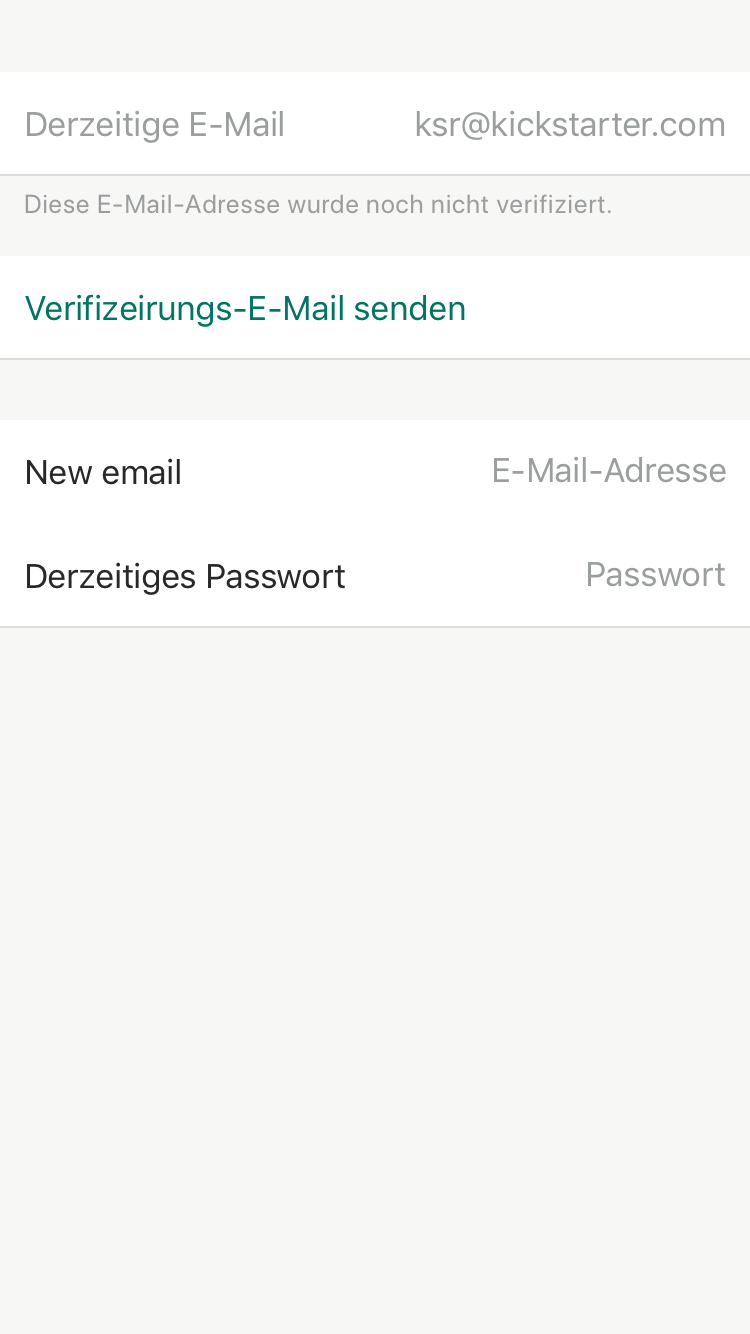 Derzeitige E-Mail ksr@kickstarter.com
Diese E-Mail-Adresse wurde noch nicht verifiziert.
Verifizeirungs-E-Mail senden
New email E-Mail-Adresse
Derzeitiges Passwort Passwort